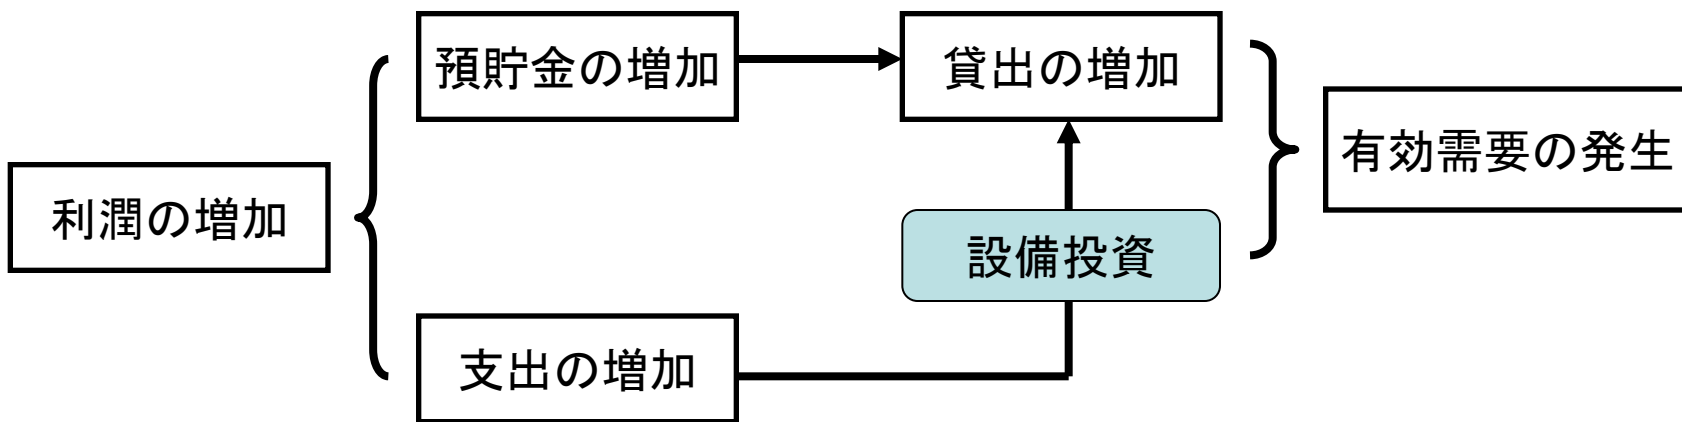 預貯金の増加
貸出の増加
有効需要の発生
利潤の増加
設備投資
支出の増加